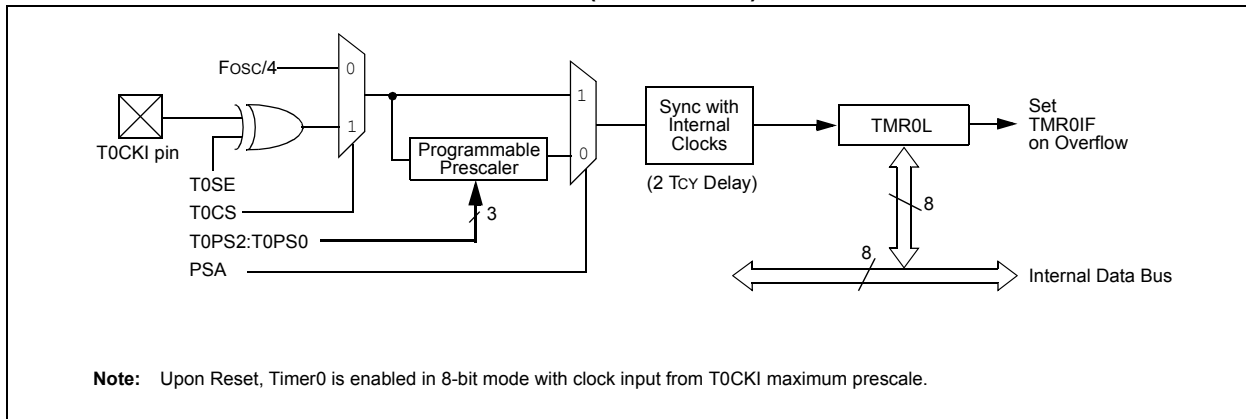 FOSC/4
0
1
T0CKI pin
T0SE
T0CS
T0PS2:T0PS0
PSA
Programmable
Prescaler
3
1
0
Sync with
Internal
Clocks
(2 TCY Delay)
TMR0L
Set
TMR0IF
on Overflow
8
8
Internal Data Bus
Note: Upon Reset, Timer0 is enabled in 8-bit mode with clock input from T0CKI maximum prescale.